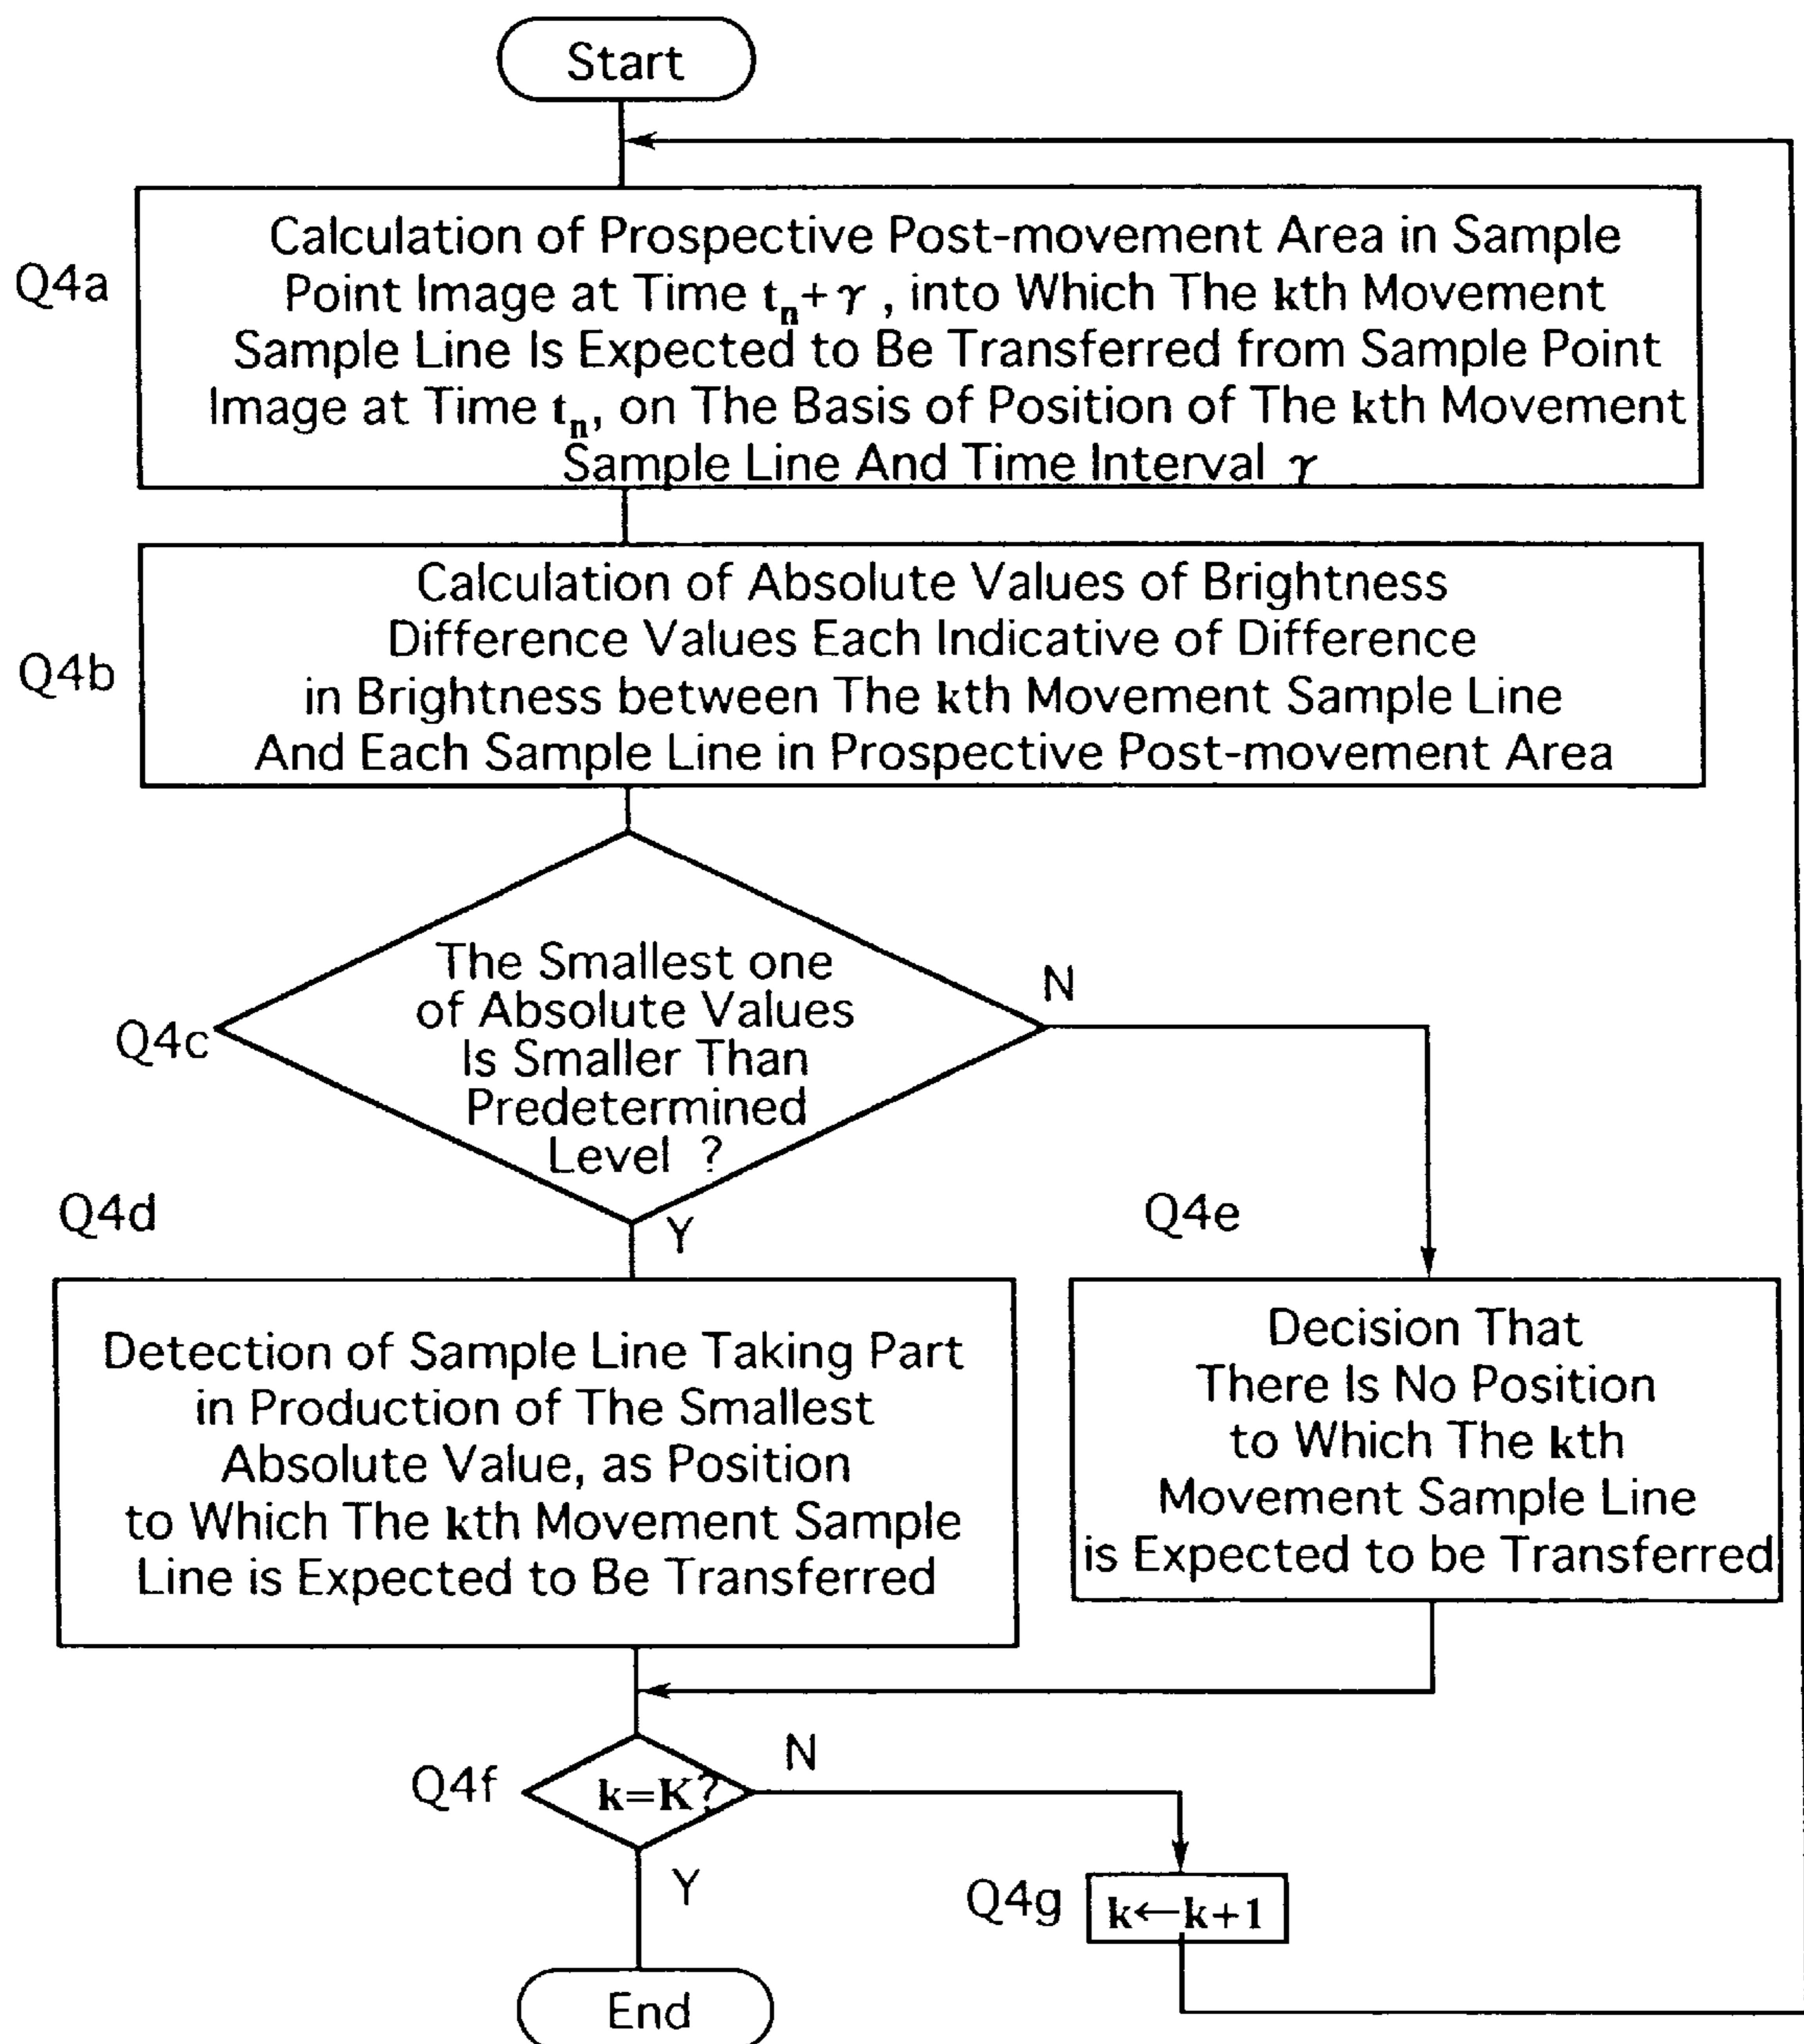 Start
Q4a
Calculation of Prospective Post-movement Area in Sample
Point Image at Time tn+γ , into Which The kth Movement
Sample Line Is Expected to Be Transferred from Sample Point
Image at Time tn, on The Basis of Position of The kth Movement
Sample Line And Time Interval γ
Q4b
Calculation of Absolute Values of Brightness
Difference Values Each Indicative of Difference
in Brightness between The kth Movement Sample Line
And Each Sample Line in Prospective Post-movement Area
Q4c
The Smallest one
of Absolute Values
Is Smaller Than
Predetermined
Level ?
N
Y
Q4d
Detection of Sample Line Taking Part
in Production of The Smallest
Absolute Value, as Position
to Which The kth Movement Sample
Line is Expected to Be Transferred
Q4e
Decision That
There Is No Position
to Which The kth
Movement Sample Line
is Expected to be Transferred
Q4f
k=K?
N
Y
Q4g
k←k+1
End